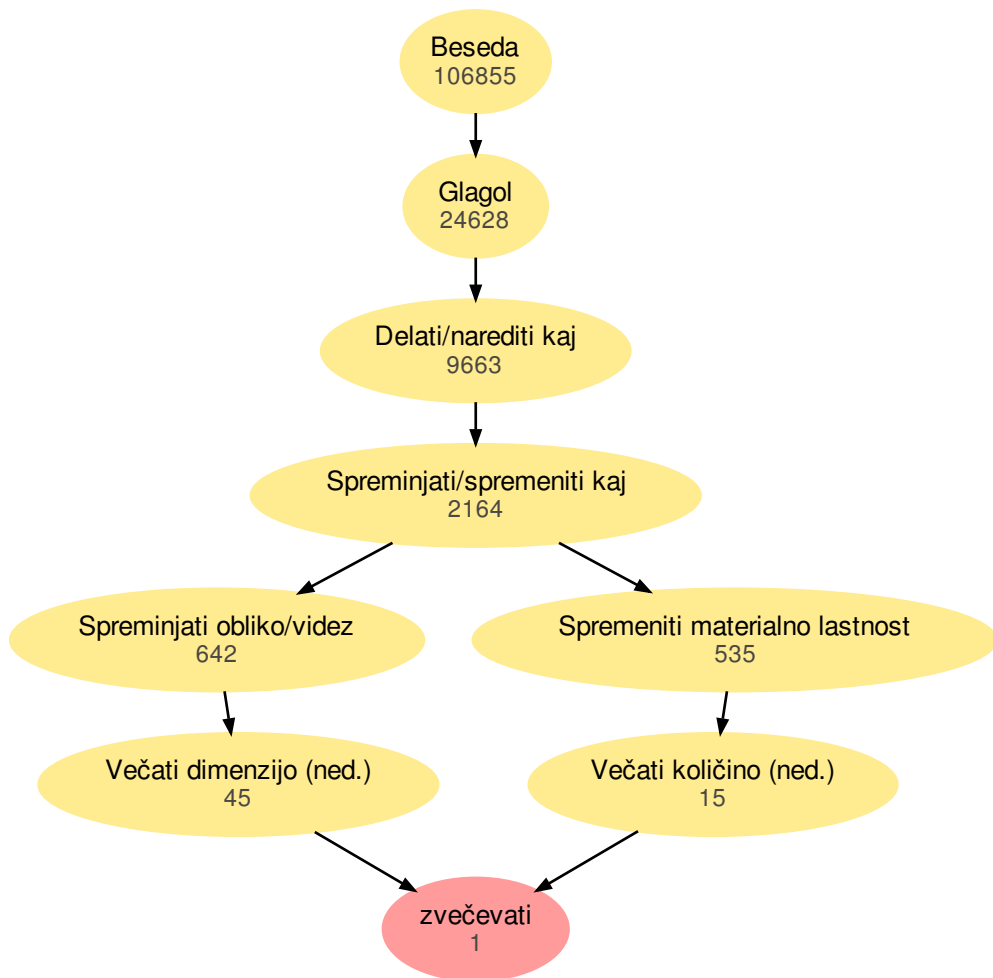 Beseda
106855
Glagol
24628
Delati/narediti kaj
9663
Spreminjati/spremeniti kaj
2164
Spreminjati obliko/videz
642
Spremeniti materialno lastnost
535
Večati dimenzijo (ned.)
45
Večati količino (ned.)
15
zvečevati
1